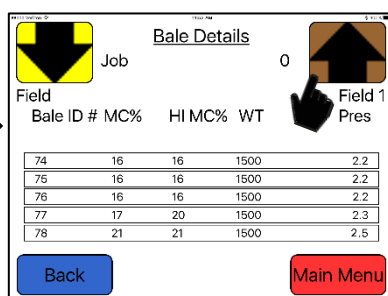 Bale Details
Job 0
Field Field 1
Bale ID # MC% HI MC% WT Pres
74 16 16 1500 2.2
75 16 16 1500 2.2
76 16 16 1500 2.2
77 17 20 1500 2.3
78 21 21 1500 2.5
Back Main Menu